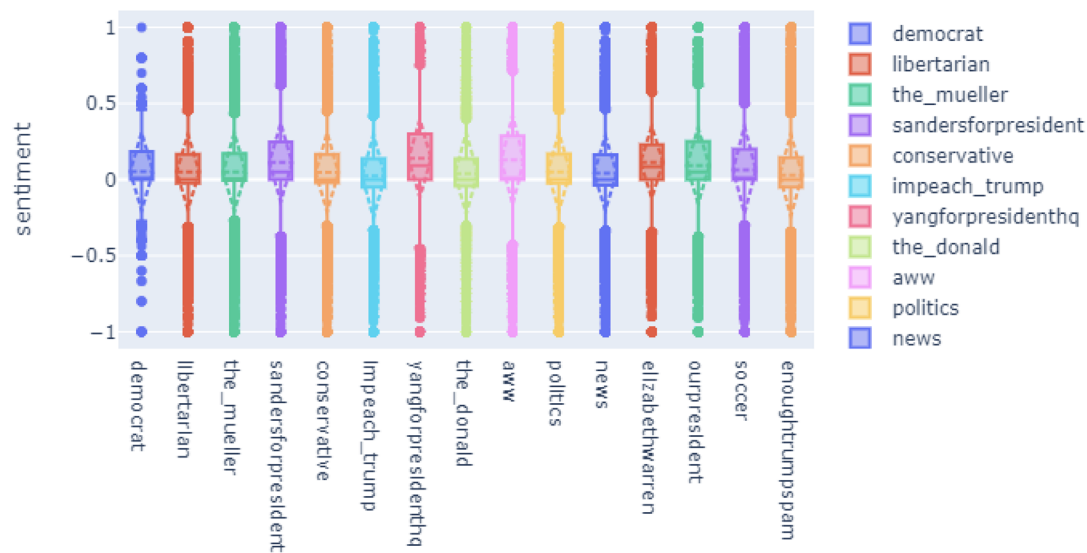 sentiment
1
0.5
0
−0.5
−1
democrat
libertarian
the_mueller
sandersforpresident
conservative
impeach_trump
yangforpresidenthq
the_donald
aww
politics
news
elizabethwarren
ourpresident
soccer
enoughtrumpspam
democrat
libertarian
the_mueller
sandersforpresident
conservative
impeach_trump
yangforpresidenthq
the_donald
aww
politics
news